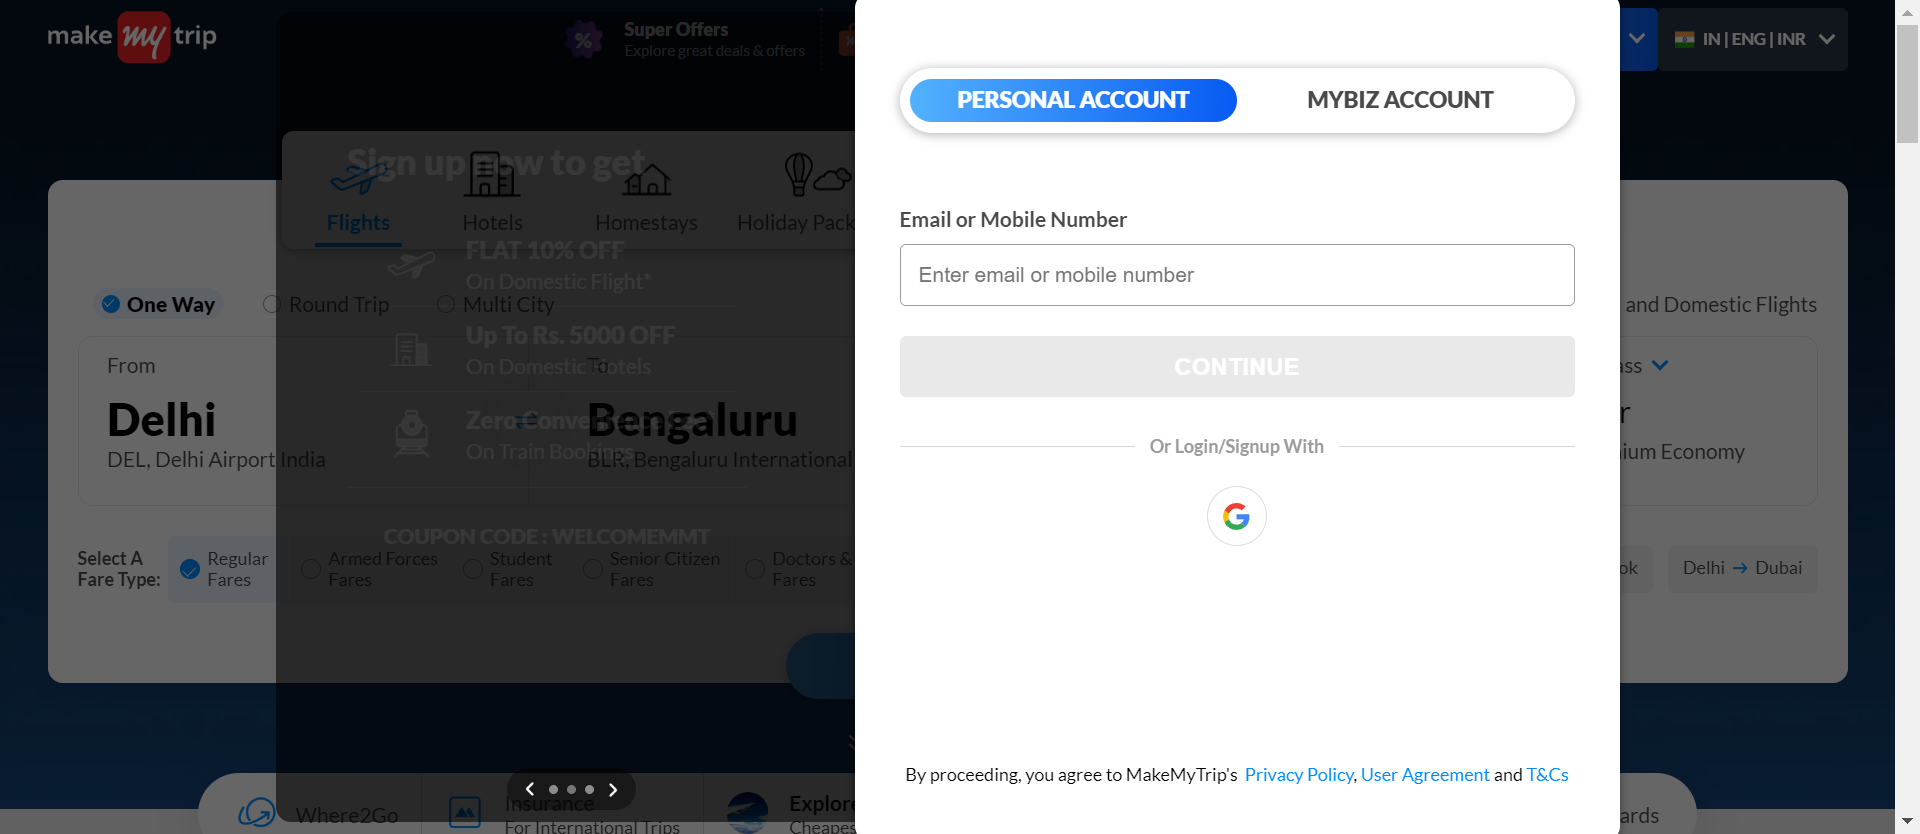 make my trip
Super Offers
Explore great deals & offers
IN | ENG | INR
PERSONAL ACCOUNT
MYBIZ ACCOUNT
Sign up now to get
Flights
Hotels
Homestays
Holiday Pack
Email or Mobile Number
Enter email or mobile number
FLAT 10% OFF
On Domestic Flight*
One Way
Round Trip
Multi City
and Domestic Flights
Up To Rs. 5000 OFF
On Domestic Hotels
From
To
CONTINUE
Delhi
Bengaluru
Zero Convenience
On Train Bookings
DEL, Delhi Airport India
BLR, Bengaluru International
ium Economy
Or Login/Signup With
COUPON CODE : WELCOMEMMT
Select A
Fare Type:
Regular
Fares
Armed Forces
Fares
Student
Fares
Senior Citizen
Fares
Doctors &
Fares
ok
Delhi → Dubai
By proceeding, you agree to MakeMyTrip's Privacy Policy, User Agreement and T&Cs
Where2Go
Insurance
For International Trips
Explore
Cheapes
ards